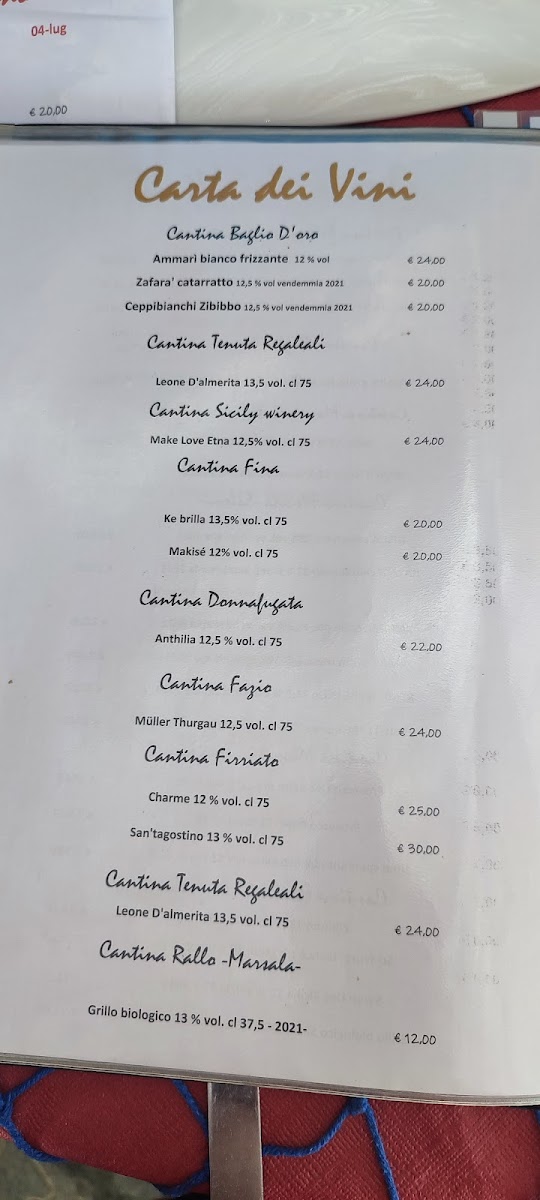 04-lug
€ 20,00
Carta dei Vini
Cantina Baglio D'oro
Ammarì bianco frizzante 12 % vol € 24,00
Zafara' catarratto 12,5 % vol vendemmia 2021 € 20,00
Ceppibianchi Zibibbo 12,5 % vol vendemmia 2021 € 20,00
Cantina Tenuta Regaleali
Leone D'almerita 13,5 vol. cl 75 € 24,00
Cantina Sicily winery
Make Love Etna 12,5% vol. cl 75 € 24,00
Cantina Fina
Ke brilla 13,5% vol. cl 75 € 20,00
Makisé 12% vol. cl 75 € 20,00
Cantina Donnafugata
Anthilia 12,5 % vol. cl 75 € 22,00
Cantina Fazio
Müller Thurgau 12,5 vol. cl 75 € 24,00
Cantina Firriato
Charme 12 % vol. cl 75 € 25,00
San'tagostino 13 % vol. cl 75 € 30,00
Cantina Tenuta Regaleali
Leone D'almerita 13,5 vol. cl 75 € 24,00
Cantina Rallo -Marsala-
Grillo biologico 13 % vol. cl 37,5 - 2021- € 12,00